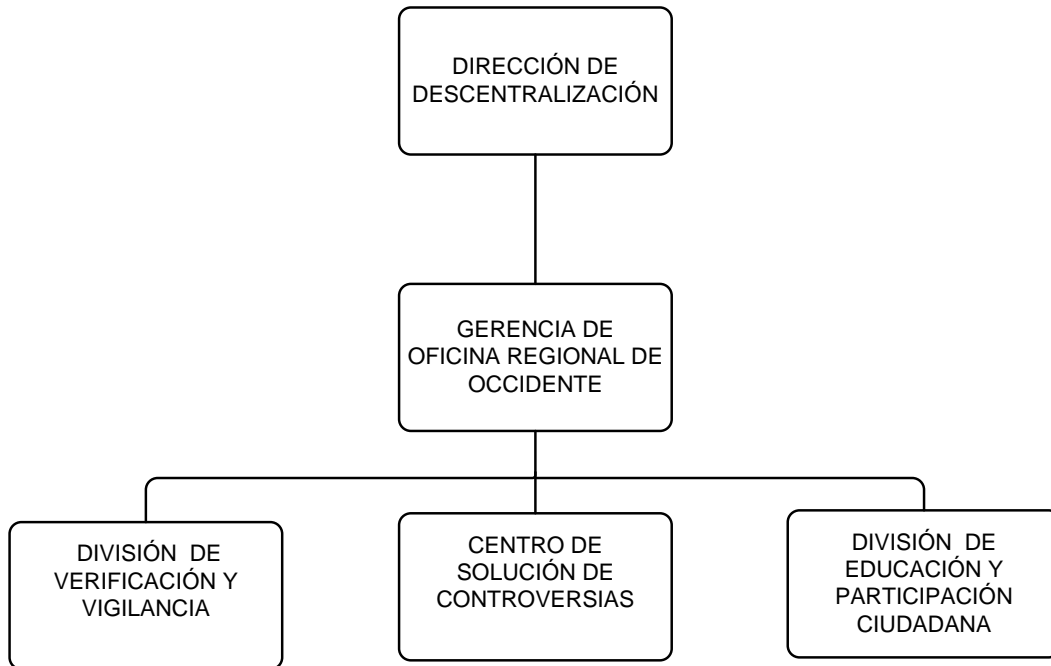 DIRECCIÓN DE
DESCENTRALIZACIÓN
GERENCIA DE
OFICINA REGIONAL DE
OCCIDENTE
DIVISIÓN  DE
VERIFICACIÓN Y
VIGILANCIA
CENTRO DE
SOLUCIÓN DE
CONTROVERSIAS
DIVISIÓN  DE
EDUCACIÓN Y
PARTICIPACIÓN
CIUDADANA